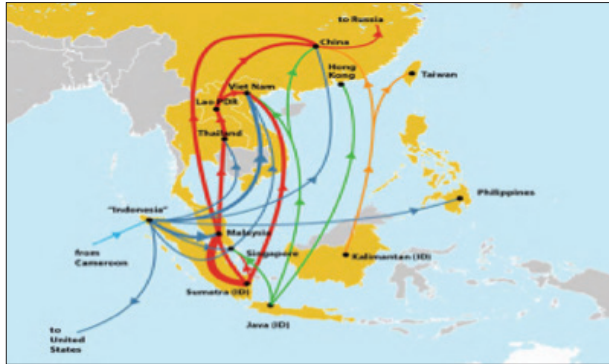 to Russia
China
Hong
Kong
Taiwan
Viet Nam
Lao PDR
Thailand
Philippines
"Indonesia"
Malaysia
from
Cameroon
Singapore
Kalimantan (ID)
Sumatra (ID)
Java (ID)
to
United
States